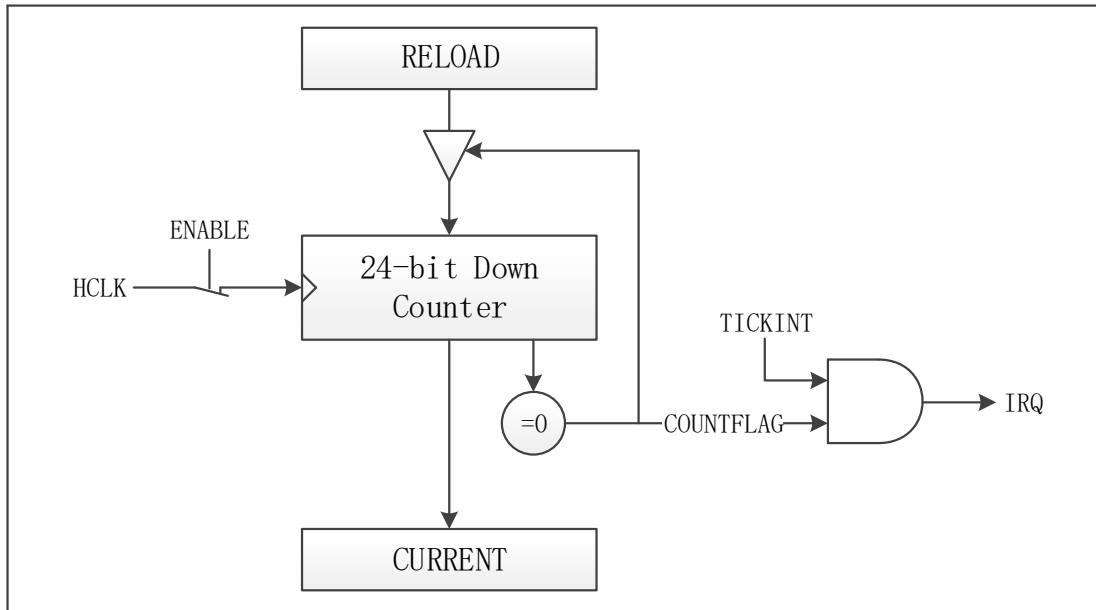 RELOAD
ENABLE
HCLK
24-bit Down
Counter
TICKINT
=0
COUNTFLAG
IRQ
CURRENT